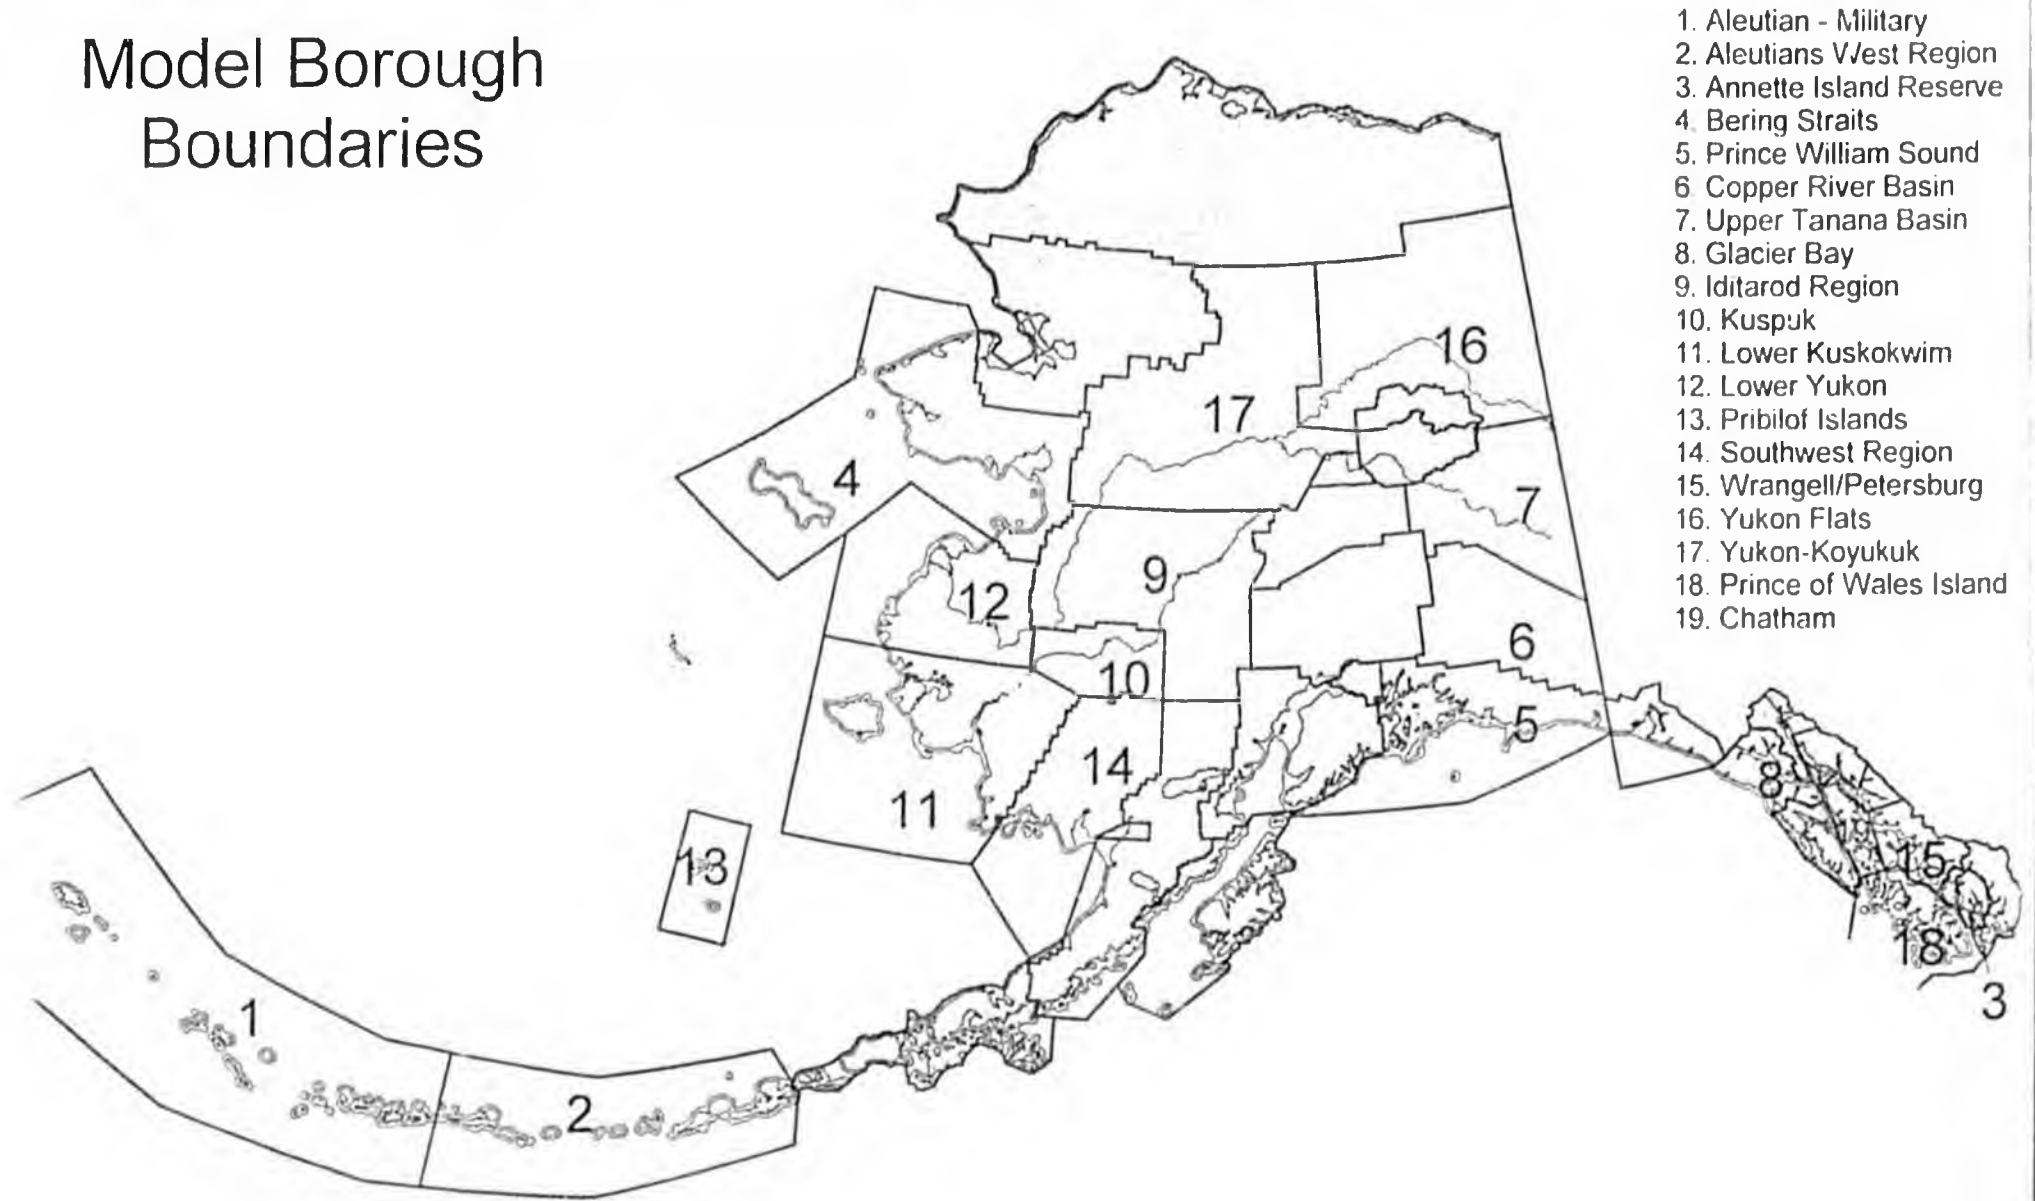 Model Borough
Boundaries
1. Aleutian - Military
2. Aleutians West Region
3. Annette Island Reserve
4. Bering Straits
5. Prince William Sound
6. Copper River Basin
7. Upper Tanana Basin
8. Glacier Bay
9. Iditarod Region
10. Kuspuk
11. Lower Kuskokwim
12. Lower Yukon
13. Pribilof Islands
14. Southwest Region
15. Wrangell/Petersburg
16. Yukon Flats
17. Yukon-Koyukuk
18. Prince of Wales Island
19. Chatham
16
17
4
7
9
12
6
10
5
14
8
11
13
15
18
3
1
2